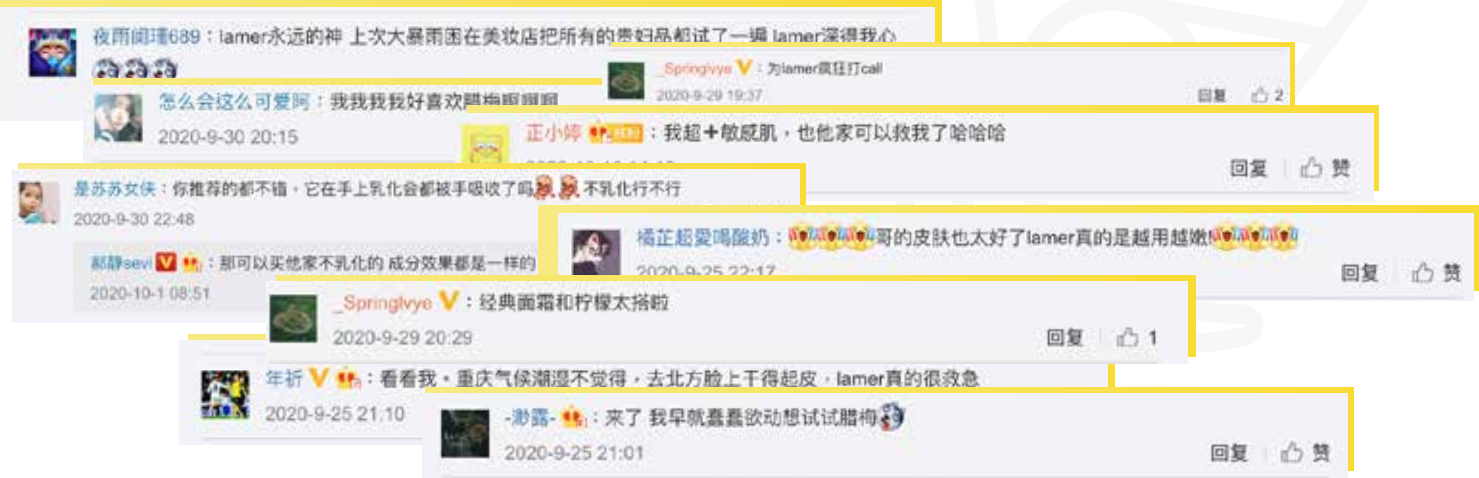 夜雨阆瑾689：lamer永远的神 上次大暴雨困在美妆店把所有的贵妇品都试了一遍 lamer深得我心
_Springlvye：为lamer疯狂打call
2020-9-29 19:37
回复 2
怎么会这么可爱阿：我我我我好喜欢腊梅啊啊啊
2020-9-30 20:15
正小婷：我超➕敏感肌，也他家可以救我了哈哈哈
回复 赞
是苏苏女侠：你推荐的都不错，它在手上乳化会都被手吸收了吗 不乳化行不行
2020-9-30 22:48
郝靜sevi：那可以买他家不乳化的 成分效果都是一样的
2020-10-1 08:51
橘芷超愛喝酸奶：哥的皮肤也太好了lamer真的是越用越嫩!
2020-9-25 22:17
回复 赞
_Springlvye：经典面霜和柠檬太搭啦
2020-9-29 20:29
回复 1
年祈：看看我。重庆气候潮湿不觉得，去北方脸上干得起皮，lamer真的很救急
2020-9-25 21:10
-渺露-：来了 我早就蠢蠢欲动想试试腊梅
2020-9-25 21:01
回复 赞